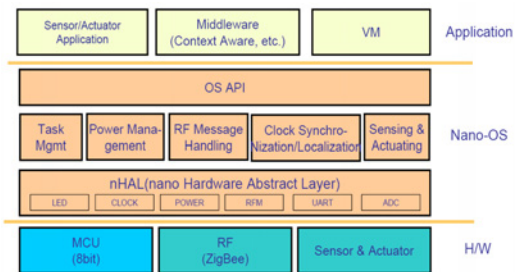 Sensor/Actuator
Application
Middleware
(Context Aware, etc.)
VM
Application
OS API
Task
Mgmt
Power Mana-
gement
RF Message
Handling
Clock Synchro-
Nization/Localization
Sensing &
Actuating
Nano-OS
nHAL(nano Hardware Abstract Layer)
LED
CLOCK
POWER
RFM
UART
ADC
MCU
(8bit)
RF
(ZigBee)
Sensor & Actuator
H/W